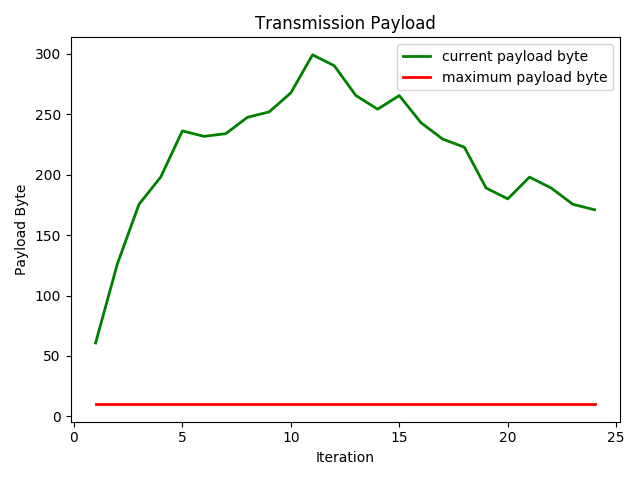 Transmission Payload
current payload byte
maximum payload byte
Payload Byte
300
250
200
150
100
50
0
0 5 10 15 20 25
Iteration